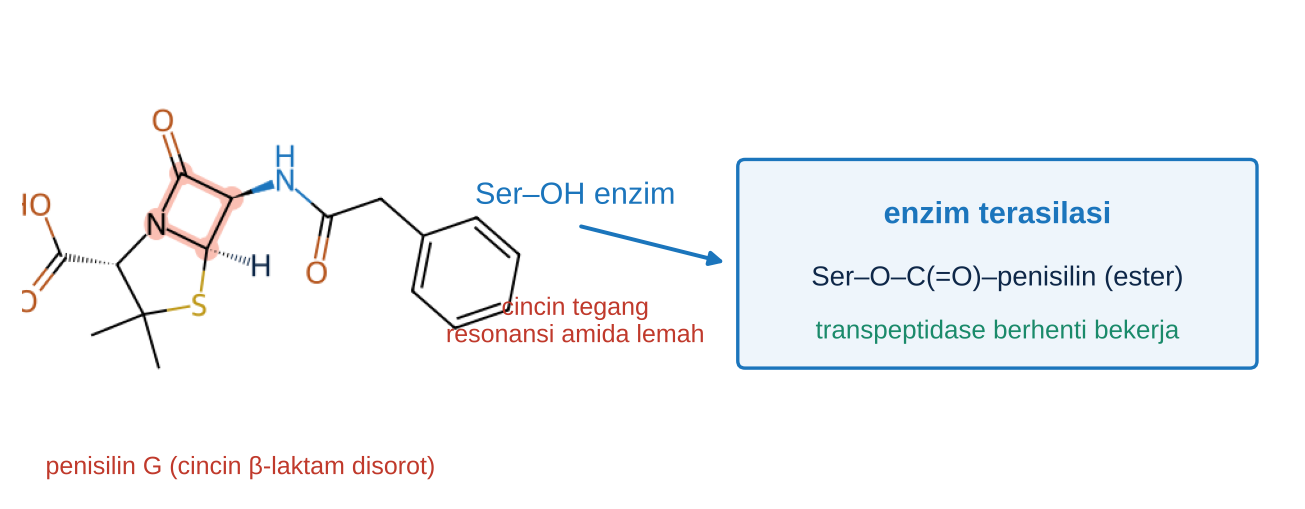 O
H
N
HO
N
H
O
O
S
Ser–OH enzim
cincin tegang
resonansi amida lemah
enzim terasilasi
Ser–O–C(=O)–penisilin (ester)
transpeptidase berhenti bekerja
penisilin G (cincin β-laktam disorot)